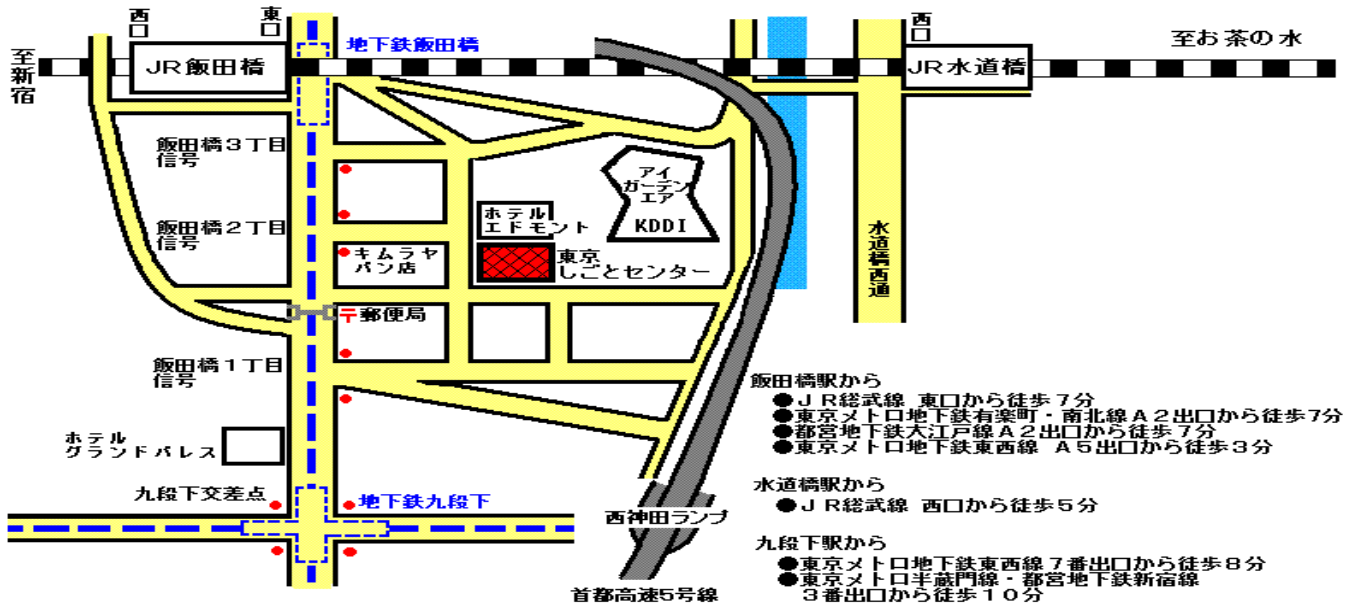 西
口
東
口
地下鉄飯田橋
西
口
至お茶の水
至新宿
JR飯田橋
JR水道橋
飯田橋3丁目
信号
アイ
ガーデン
エア
KDDI
飯田橋2丁目
信号
ホテル
エドモント
水道橋西通
キムラヤ
パン店
東京
しごとセンター
〒郵便局
飯田橋1丁目
信号
ホテル
グランドパレス
九段下交差点
地下鉄九段下
西神田ランプ
首都高速5号線
飯田橋駅から
●JR総武線 東口から徒歩7分
●東京メトロ地下鉄有楽町・南北線A2出口から徒歩7分
●都営地下鉄大江戸線A2出口から徒歩7分
●東京メトロ地下鉄東西線 A5出口から徒歩3分
水道橋駅から
●JR総武線 西口から徒歩5分
九段下駅から
●東京メトロ地下鉄東西線7番出口から徒歩8分
●東京メトロ半蔵門線・都営地下鉄新宿線
3番出口から徒歩10分